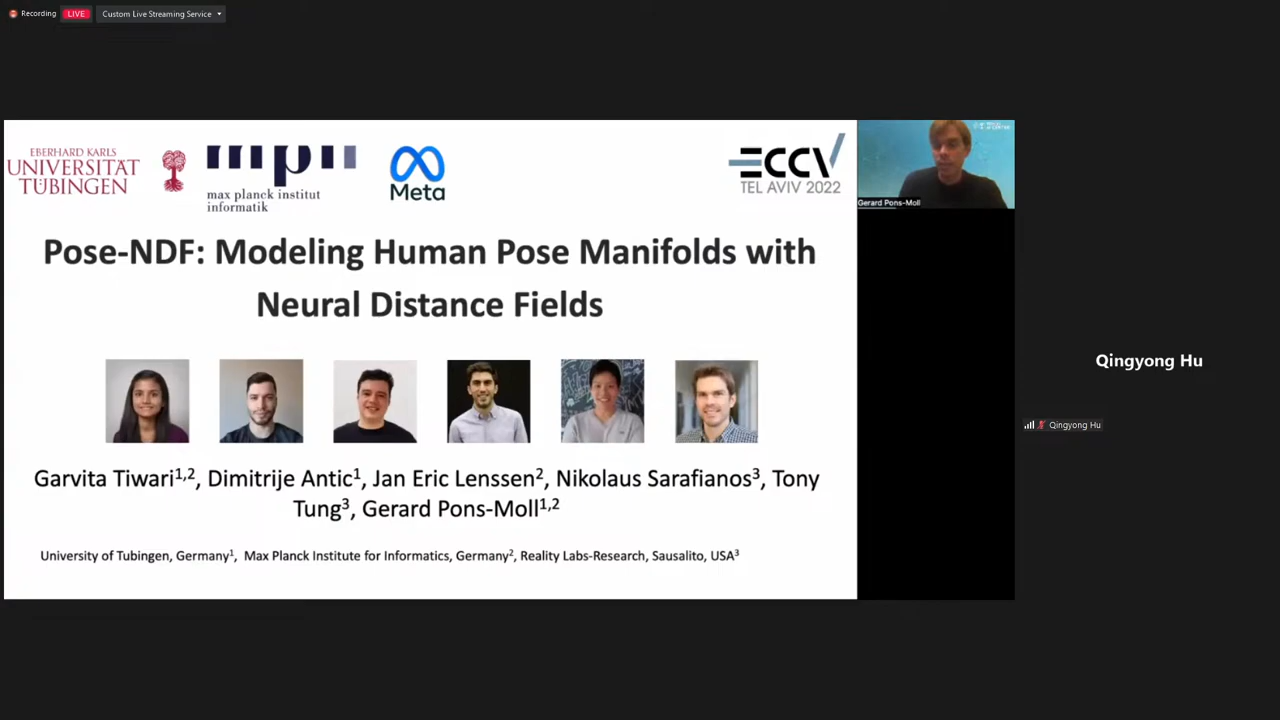 Recording
LIVE
Custom Live Streaming Service
EBERHARD KARLS
UNIVERSITÄT
TÜBINGEN
max planck institut
informatik
Meta
ECCV
TEL AVIV 2022
Gerard Pons-Moll
Pose-NDF: Modeling Human Pose Manifolds with
Neural Distance Fields
Qingyong Hu
Qingyong Hu
Garvita Tiwari1,2, Dimitrije Antic1, Jan Eric Lenssen2, Nikolaus Sarafianos3, Tony
Tung3, Gerard Pons-Moll1,2
University of Tubingen, Germany1, Max Planck Institute for Informatics, Germany2, Reality Labs-Research, Sausalito, USA3